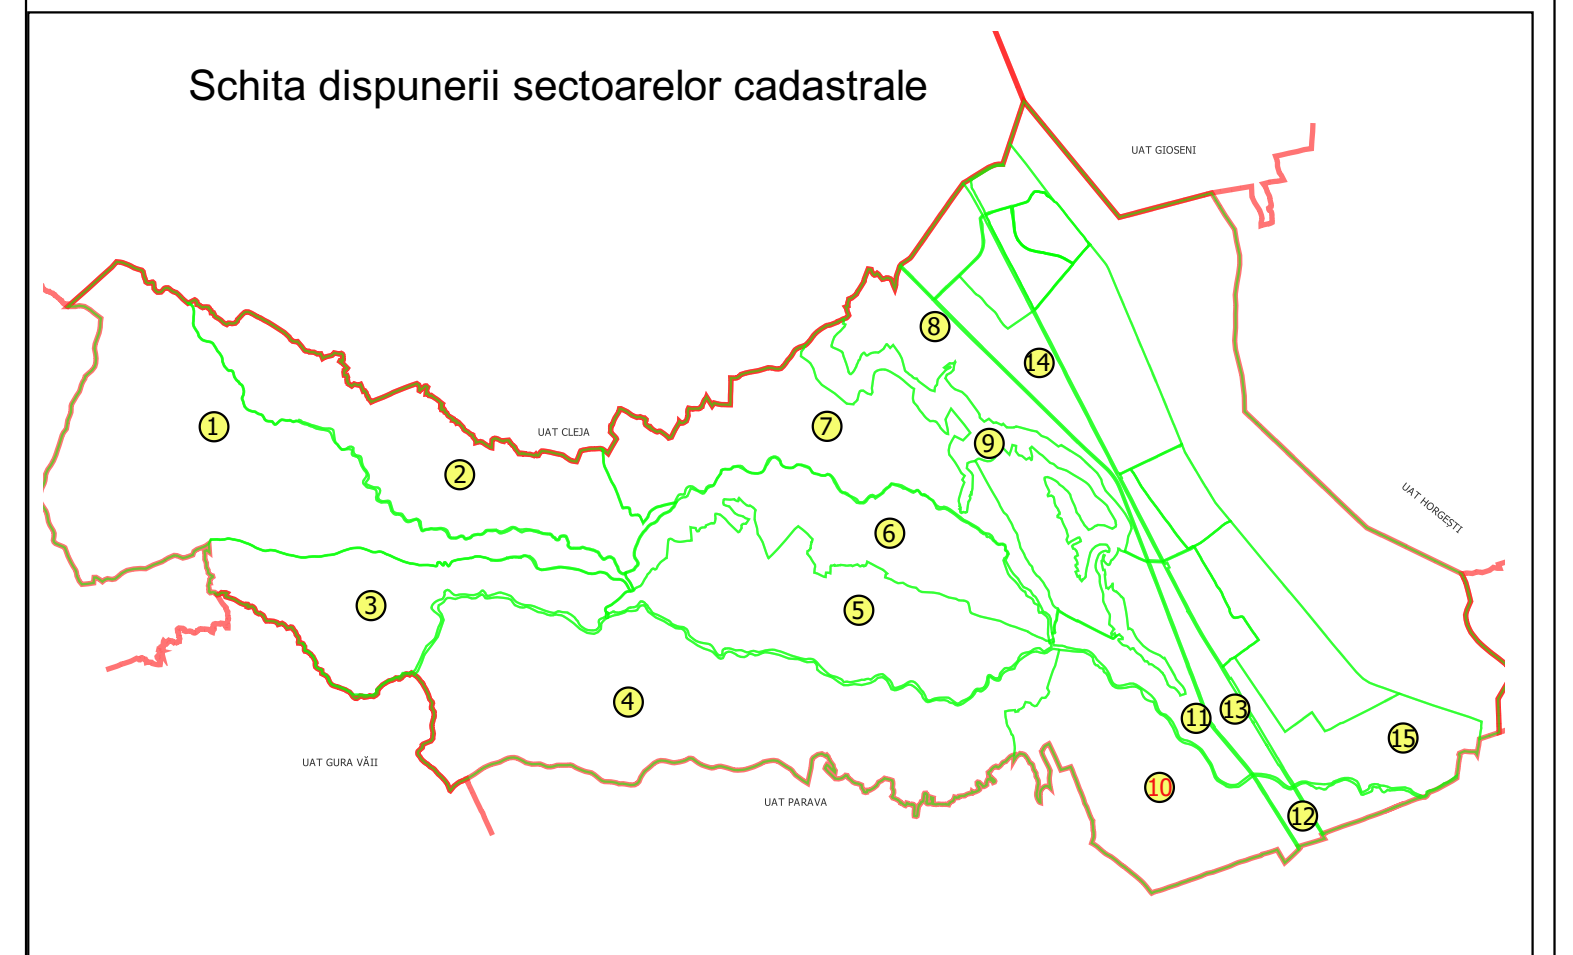 Schita dispunerii sectoarelor cadastrale
UAT GIOSENI
8
14
1
7
UAT CLEJA
9
2
UAT HORGEȘTI
6
3
5
4
11
13
15
UAT GURA VĂII
10
UAT PARAVA
12